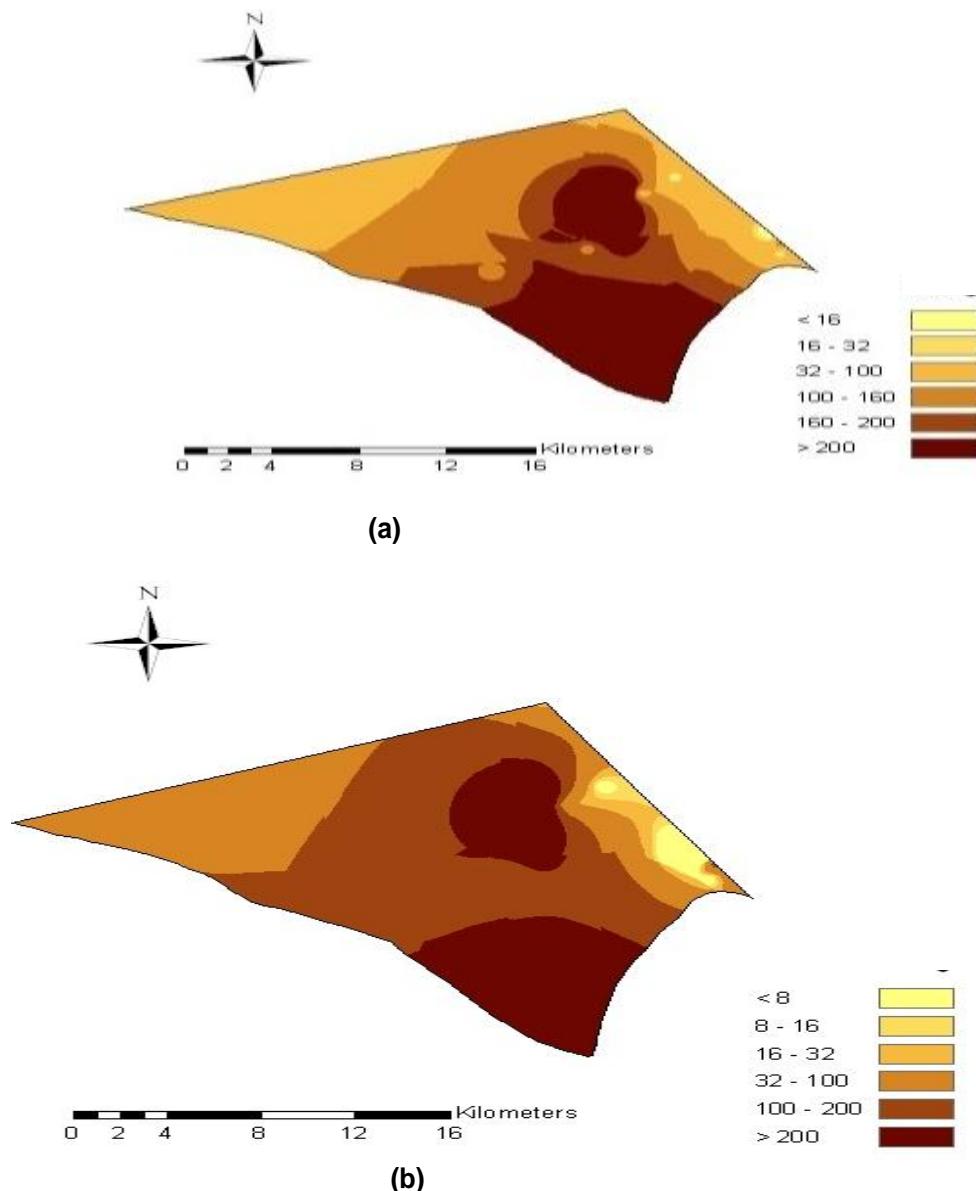 N
< 16
16 - 32
32 - 100
100 - 160
160 - 200
> 200
Kilometers
0 2 4 8 12 16
(a)
N
< 8
8 - 16
16 - 32
32 - 100
100 - 200
> 200
Kilometers
0 2 4 8 12 16
(b)